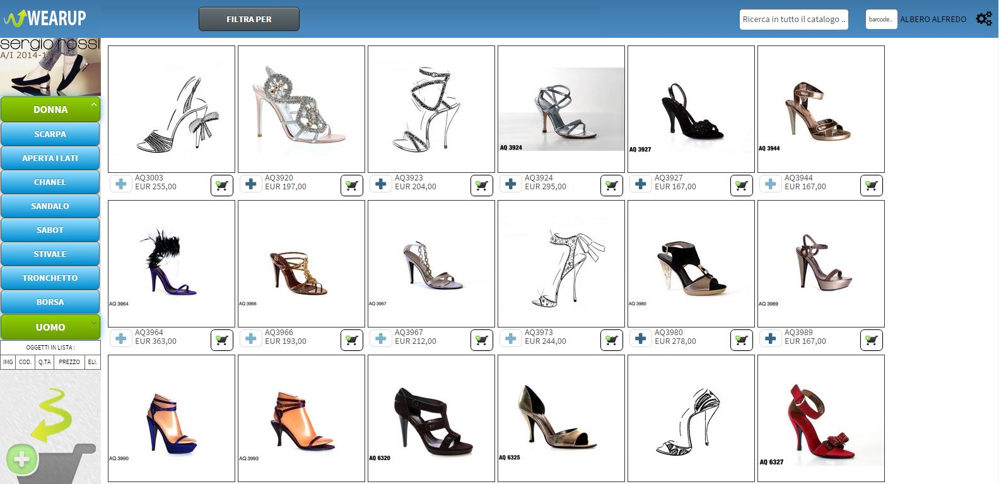 WEARUP
FILTRA PER
Ricerca in tutto il catalogo ..
barcode..
ALBERO ALFREDO
sergio rossi
A/I 2014-1
DONNA
SCARPA
APERTA I LATI
CHANEL
SANDALO
SABOT
STIVALE
TRONCHETTO
BORSA
UOMO
OGGETTI IN LISTA :
IMG COD. Q.TÀ PREZZO ELI.
AQ 3924
AQ 3927
AQ 3944
AQ3003
EUR 255,00
AQ3920
EUR 197,00
AQ3923
EUR 204,00
AQ3924
EUR 295,00
AQ3927
EUR 167,00
AQ3944
EUR 167,00
AQ 3964
AQ 3966
AQ 3967
AQ 3980
AQ 3989
AQ3964
EUR 363,00
AQ3966
EUR 193,00
AQ3967
EUR 212,00
AQ3973
EUR 244,00
AQ3980
EUR 278,00
AQ3989
EUR 167,00
AQ 3990
AQ 3993
AQ 6320
AQ 6325
AQ 6327